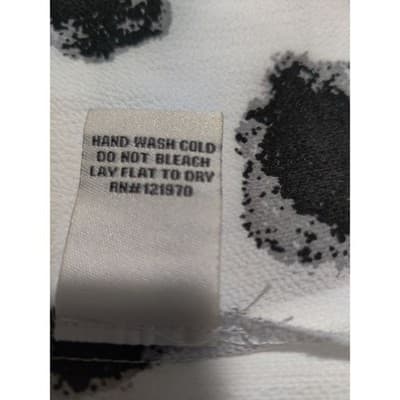 HAND WASH COLD
DO NOT BLEACH
LAY FLAT TO DRY
RN#121970